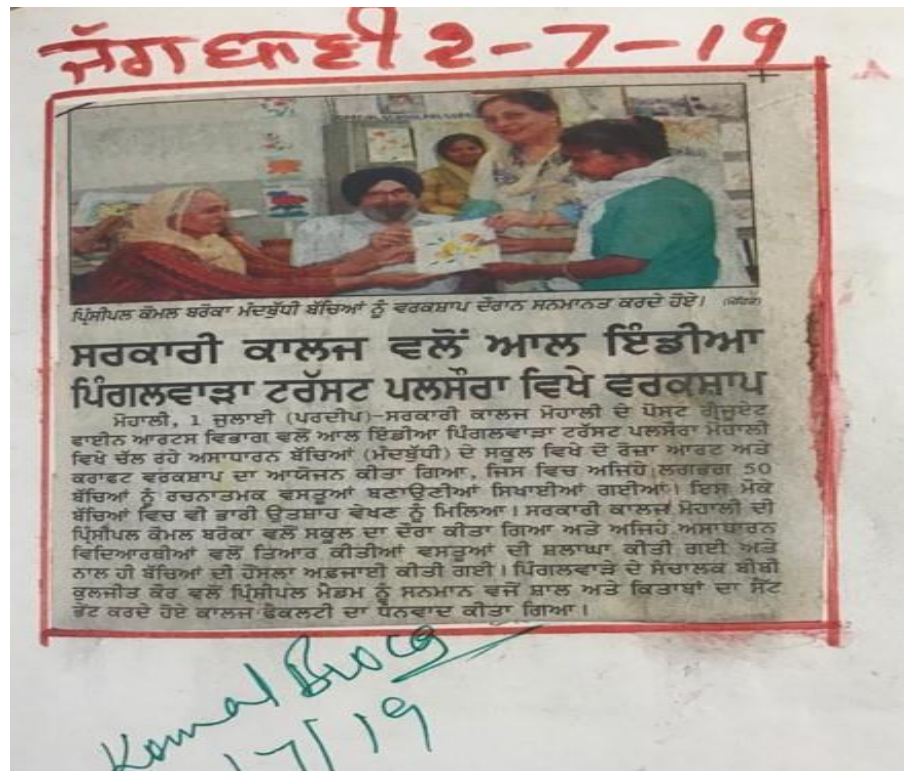 ਜੱਗ ਬਾਣੀ 2-7-19
ਪ੍ਰਿੰਸੀਪਲ ਕੋਮਲ ਬਰੋਕਾ ਮੰਦਬੁੱਧੀ ਬੱਚਿਆਂ ਨੂੰ ਵਰਕਸ਼ਾਪ ਦੌਰਾਨ ਸਨਮਾਨਤ ਕਰਦੇ ਹੋਏ।
ਸਰਕਾਰੀ ਕਾਲਜ ਵਲੋਂ ਆਲ ਇੰਡੀਆ
ਪਿੰਗਲਵਾੜਾ ਟਰੱਸਟ ਪਲਸੌਰਾ ਵਿਖੇ ਵਰਕਸ਼ਾਪ
ਮੋਹਾਲੀ, 1 ਜੁਲਾਈ (ਪਰਦੀਪ)-ਸਰਕਾਰੀ ਕਾਲਜ ਮੋਹਾਲੀ ਦੇ ਪੋਸਟ ਗ੍ਰੈਜੂਏਟ
ਫਾਈਨ ਆਰਟਸ ਵਿਭਾਗ ਵਲੋਂ ਆਲ ਇੰਡੀਆ ਪਿੰਗਲਵਾੜਾ ਟਰੱਸਟ ਪਲਸੌਰਾ ਮੋਹਾਲੀ
ਵਿਖੇ ਚੱਲ ਰਹੇ ਅਸਾਧਾਰਨ ਬੱਚਿਆਂ (ਮੰਦਬੁੱਧੀ) ਦੇ ਸਕੂਲ ਵਿਖੇ ਦੋ ਰੋਜ਼ਾ ਆਰਟ ਅਤੇ
ਕਰਾਫਟ ਵਰਕਸ਼ਾਪ ਦਾ ਆਯੋਜਨ ਕੀਤਾ ਗਿਆ, ਜਿਸ ਵਿਚ ਅਜਿਹੇ ਲਗਭਗ 50
ਬੱਚਿਆਂ ਨੂੰ ਰਚਨਾਤਮਕ ਵਸਤੂਆਂ ਬਣਾਉਣੀਆਂ ਸਿਖਾਈਆਂ ਗਈਆਂ। ਇਸ ਮੌਕੇ
ਬੱਚਿਆਂ ਵਿਚ ਵੀ ਭਾਰੀ ਉਤਸ਼ਾਹ ਵੇਖਣ ਨੂੰ ਮਿਲਿਆ। ਸਰਕਾਰੀ ਕਾਲਜ ਮੋਹਾਲੀ ਦੀ
ਪ੍ਰਿੰਸੀਪਲ ਕੋਮਲ ਬਰੋਕਾ ਵਲੋਂ ਸਕੂਲ ਦਾ ਦੌਰਾ ਕੀਤਾ ਗਿਆ ਅਤੇ ਅਜਿਹੇ ਅਸਾਧਾਰਨ
ਵਿਦਿਆਰਥੀਆਂ ਵਲੋਂ ਤਿਆਰ ਕੀਤੀਆਂ ਵਸਤੂਆਂ ਦੀ ਸ਼ਲਾਘਾ ਕੀਤੀ ਗਈ ਅਤੇ
ਨਾਲ ਹੀ ਬੱਚਿਆਂ ਦੀ ਹੌਸਲਾ ਅਫ਼ਜਾਈ ਕੀਤੀ ਗਈ। ਪਿੰਗਲਵਾੜੇ ਦੇ ਸੰਚਾਲਕ ਬੀਬੀ
ਕੁਲਜੀਤ ਕੌਰ ਵਲੋਂ ਪ੍ਰਿੰਸੀਪਲ ਮੈਡਮ ਨੂੰ ਸਨਮਾਨ ਵਜੋਂ ਸ਼ਾਲ ਅਤੇ ਕਿਤਾਬਾਂ ਦਾ ਸੈੱਟ
ਭੇਂਟ ਕਰਦੇ ਹੋਏ ਕਾਲਜ ਫੈਕਲਟੀ ਦਾ ਧੰਨਵਾਦ ਕੀਤਾ ਗਿਆ।
Komal Broca
17/19